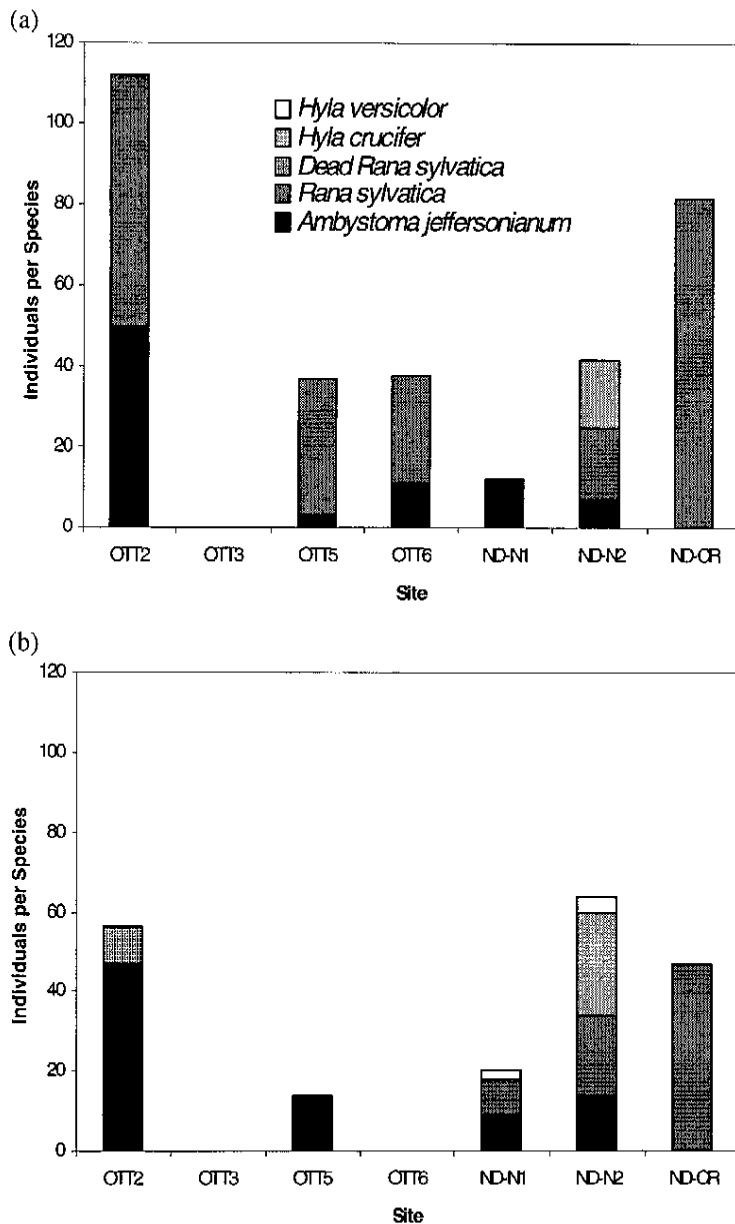 (a)
120
100
80
60
40
20
0
Individuals per Species
Hyla versicolor
Hyla crucifer
Dead Rana sylvatica
Rana sylvatica
Ambystoma jeffersonianum
OTT2 OTT3 OTT5 OTT6 ND-N1 ND-N2 ND-CR
Site
(b)
120
100
80
60
40
20
0
Individuals per Species
OTT2 OTT3 OTT5 OTT6 ND-N1 ND-N2 ND-CR
Site